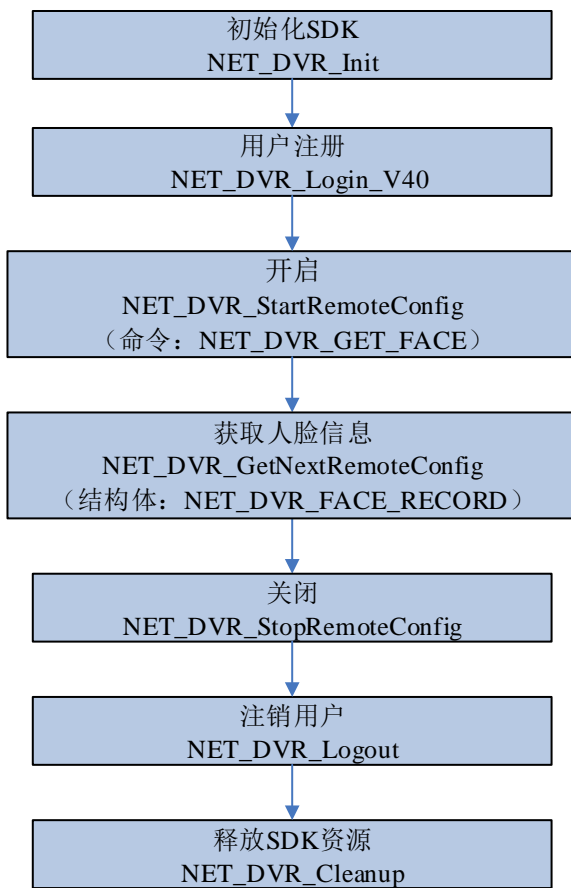 初始化SDK
NET_DVR_Init
用户注册
NET_DVR_Login_V40
开启
NET_DVR_StartRemoteConfig
（命令：NET_DVR_GET_FACE）
获取人脸信息
NET_DVR_GetNextRemoteConfig
（结构体：NET_DVR_FACE_RECORD）
关闭
NET_DVR_StopRemoteConfig
注销用户
NET_DVR_Logout
释放SDK资源
NET_DVR_Cleanup